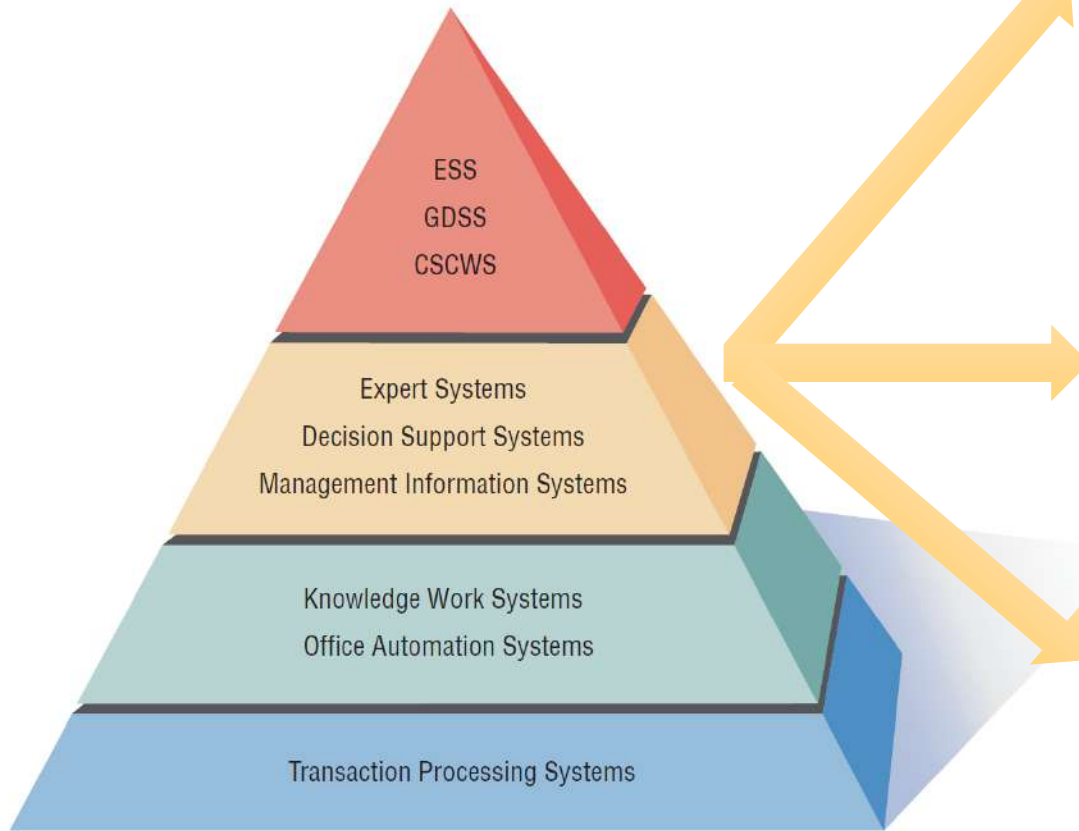 ESS
GDSS
CSCWS
Expert Systems
Decision Support Systems
Management Information Systems
Knowledge Work Systems
Office Automation Systems
Transaction Processing Systems